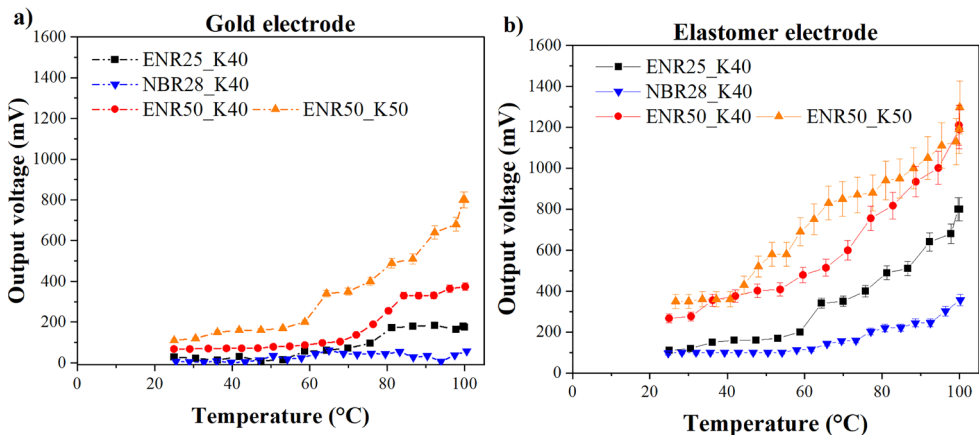 a)
Gold electrode
1600
1400
1200
1000
800
600
400
200
0
ENR25_K40
NBR28_K40
ENR50_K40 ENR50_K50
Output voltage (mV)
0 20 40 60 80 100
Temperature (°C)
b)
Elastomer electrode
1600
1400
1200
1000
800
600
400
200
0
ENR25_K40
NBR28_K40
ENR50_K40 ENR50_K50
Output voltage (mV)
0 20 40 60 80 100
Temperature (°C)